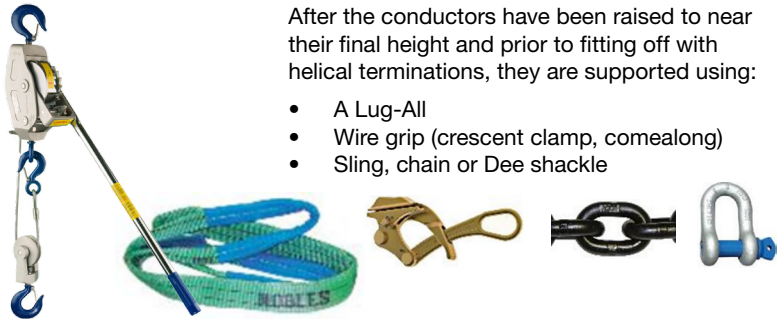 After the conductors have been raised to near
their final height and prior to fitting off with
helical terminations, they are supported using:
• A Lug-All
• Wire grip (crescent clamp, comealong)
• Sling, chain or Dee shackle
NOBLES